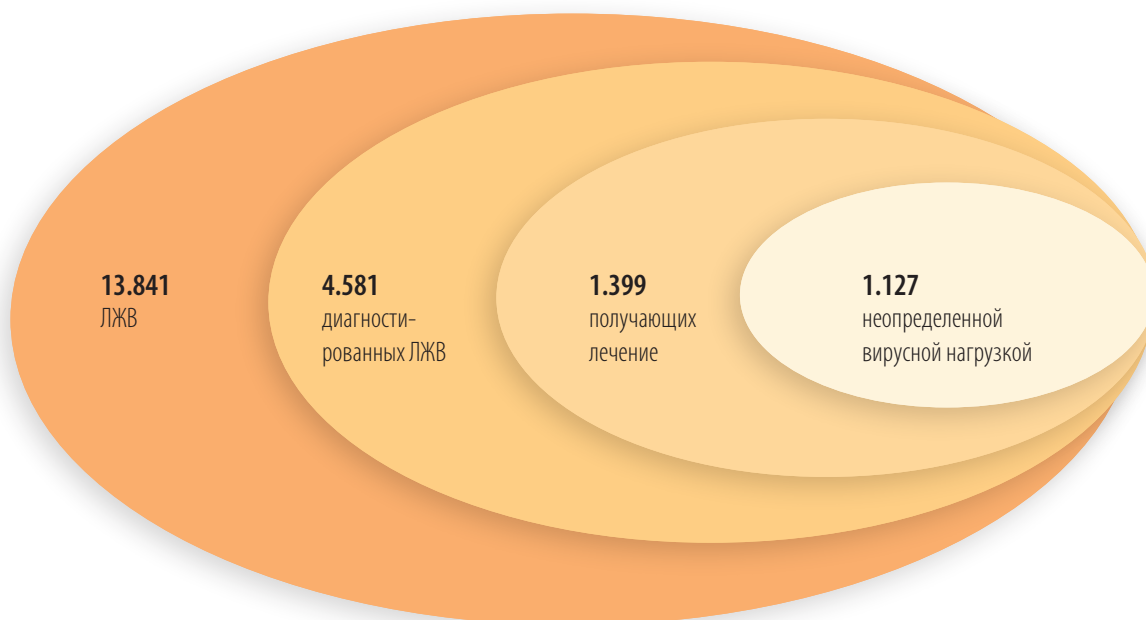 13.841
ЛЖВ
4.581
диагности-
рованных ЛЖВ
1.399
получающих
лечение
1.127
неопределенной
вирусной нагрузкой